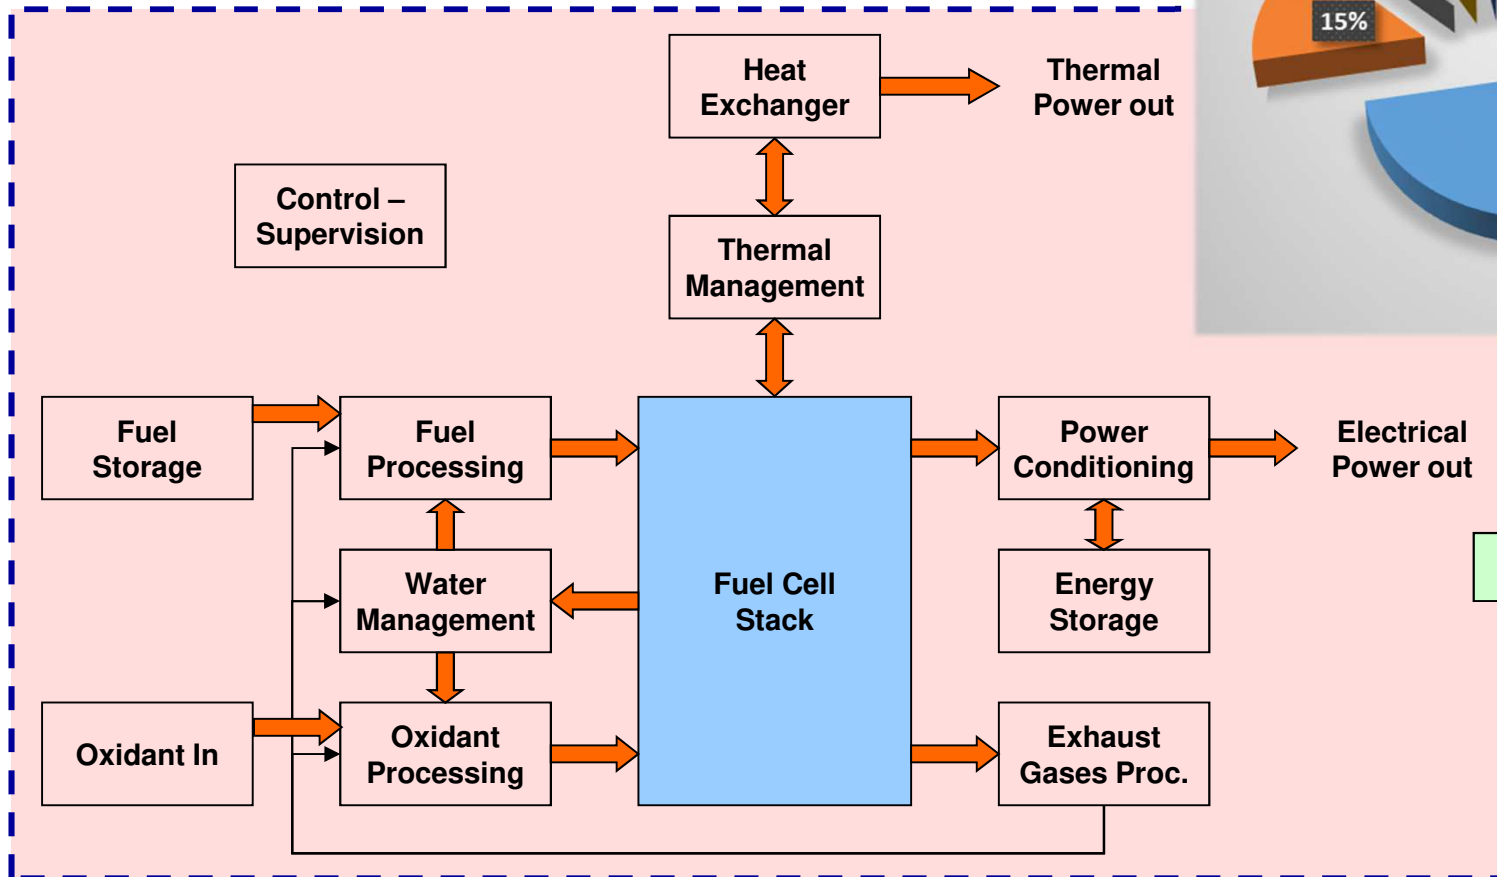 15%
Heat
Exchanger
Thermal
Power out
Control –
Supervision
Thermal
Management
Fuel
Storage
Fuel
Processing
Power
Conditioning
Electrical
Power out
Water
Management
Fuel Cell
Stack
Energy
Storage
Oxidant In
Oxidant
Processing
Exhaust
Gases Proc.